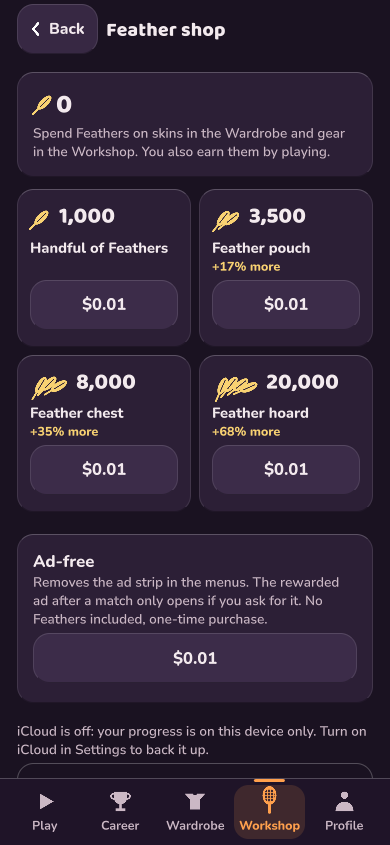 Back
Feather shop
0
Spend Feathers on skins in the Wardrobe and gear
in the Workshop. You also earn them by playing.
1,000
Handful of Feathers
$0.01
3,500
Feather pouch
+17% more
$0.01
8,000
Feather chest
+35% more
$0.01
20,000
Feather hoard
+68% more
$0.01
Ad-free
Removes the ad strip in the menus. The rewarded
ad after a match only opens if you ask for it. No
Feathers included, one-time purchase.
$0.01
iCloud is off: your progress is on this device only. Turn on
iCloud in Settings to back it up.
Play
Career
Wardrobe
Workshop
Profile